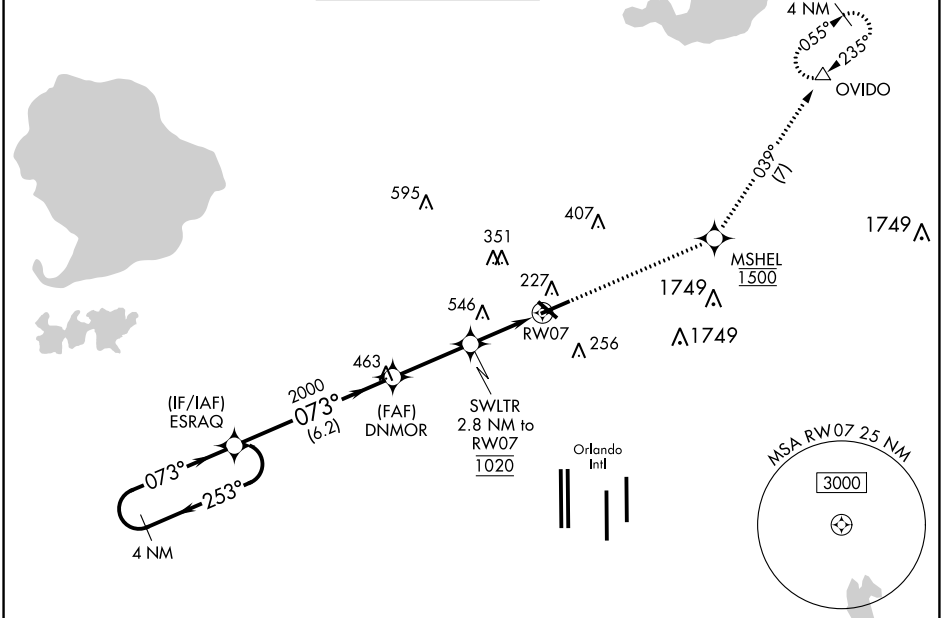 4 NM
055°
235°
OVIDO
039°
(7)
595
407
1749
351
MSHEL
1500
227
1749
546
RW07
1749
256
463
2000
073°
(6.2)
(IF/IAF)
ESRAQ
(FAF)
DNMOR
SWLTR
2.8 NM to
RW07
1020
073°
253°
4 NM
Orlando
Intl
MSA RW07 25 NM
3000